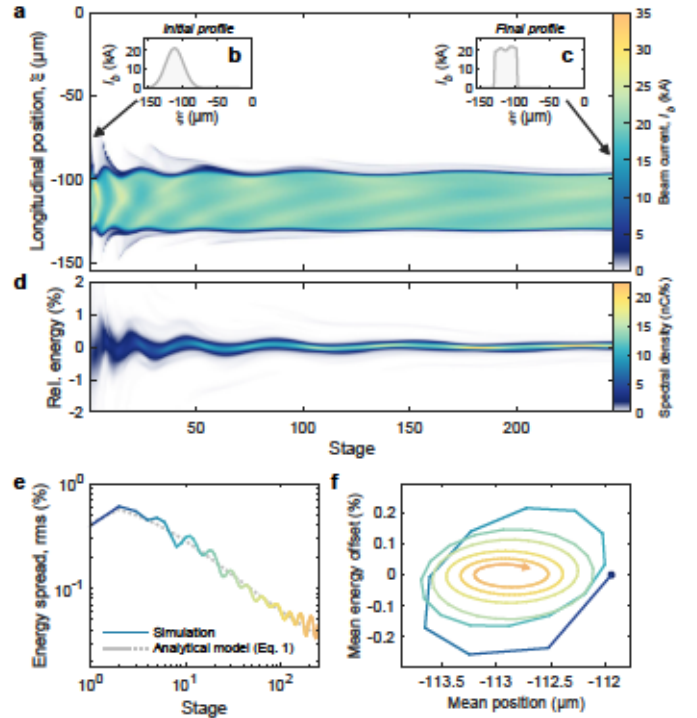 a
Longitudinal position, ξ (μm)
0
-50
-100
-150
Initial profile
b
I_b (kA)
20
10
0
-150
-100
-50
0
ξ (μm)
Final profile
c
I_b (kA)
20
10
0
-150
-100
-50
0
ξ (μm)
35
30
25
20
15
10
5
0
Beam current, I_b (kA)
d
Rel. energy (%)
2
1
0
-1
-2
50
100
150
200
Stage
20
15
10
5
0
Spectral density (nC/%)
e
Energy spread, rms (%)
10^0
10^-1
Simulation
Analytical model (Eq. 1)
10^0
10^1
10^2
Stage
f
Mean energy offset (%)
0.2
0.1
0
-0.1
-0.2
-113.5
-113
-112.5
-112
Mean position (μm)